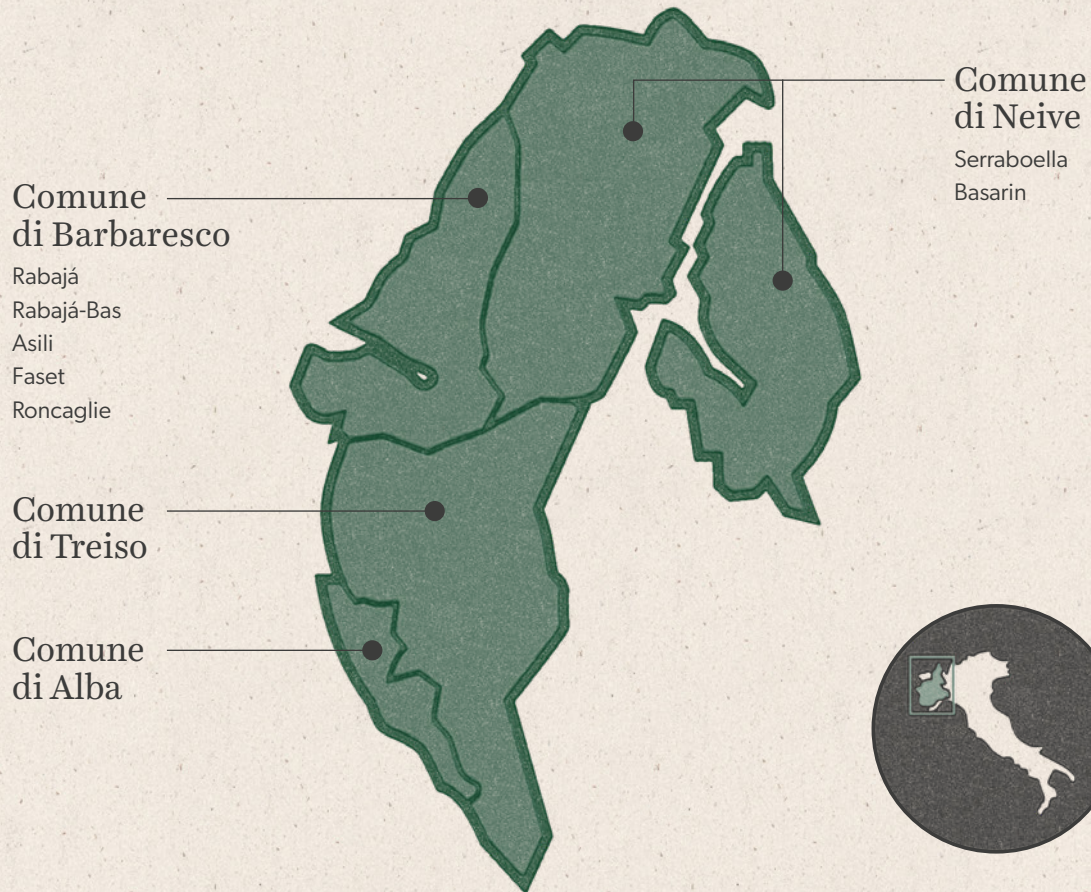 Comune
di Neive
Serraboella
Basarin
Comune
di Barbaresco
Rabajá
Rabajá-Bas
Asili
Faset
Roncaglie
Comune
di Treiso
Comune
di Alba